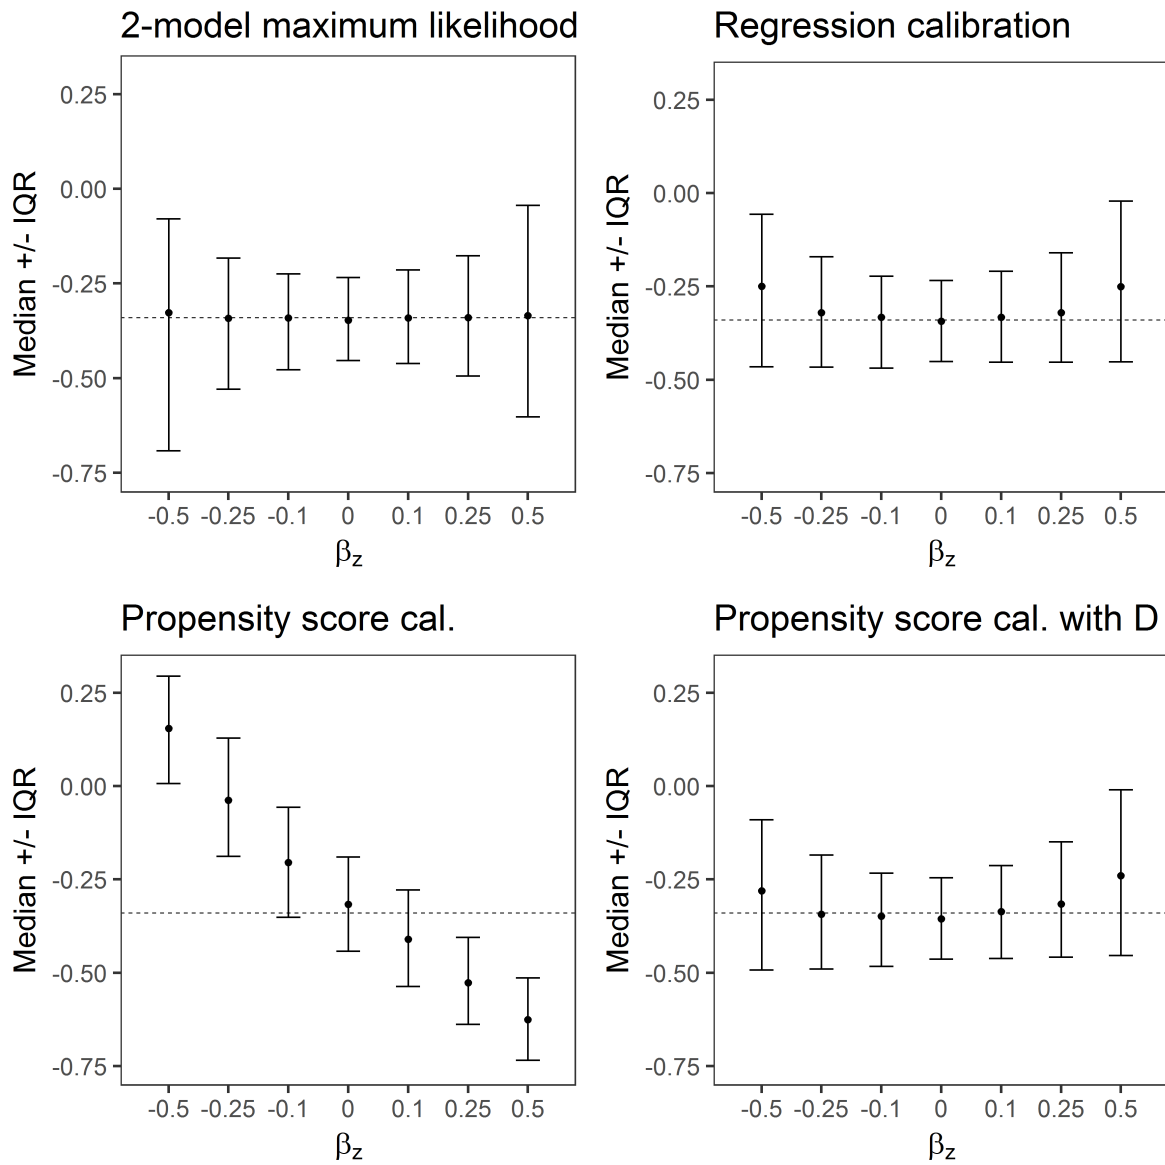 2-model maximum likelihood
Median +/- IQR
0.25
0.00
-0.25
-0.50
-0.75
-0.5 -0.25 -0.1 0 0.1 0.25 0.5
βz
Regression calibration
Median +/- IQR
0.25
0.00
-0.25
-0.50
-0.75
-0.5 -0.25 -0.1 0 0.1 0.25 0.5
βz
Propensity score cal.
Median +/- IQR
0.25
0.00
-0.25
-0.50
-0.75
-0.5 -0.25 -0.1 0 0.1 0.25 0.5
βz
Propensity score cal. with D
Median +/- IQR
0.25
0.00
-0.25
-0.50
-0.75
-0.5 -0.25 -0.1 0 0.1 0.25 0.5
βz